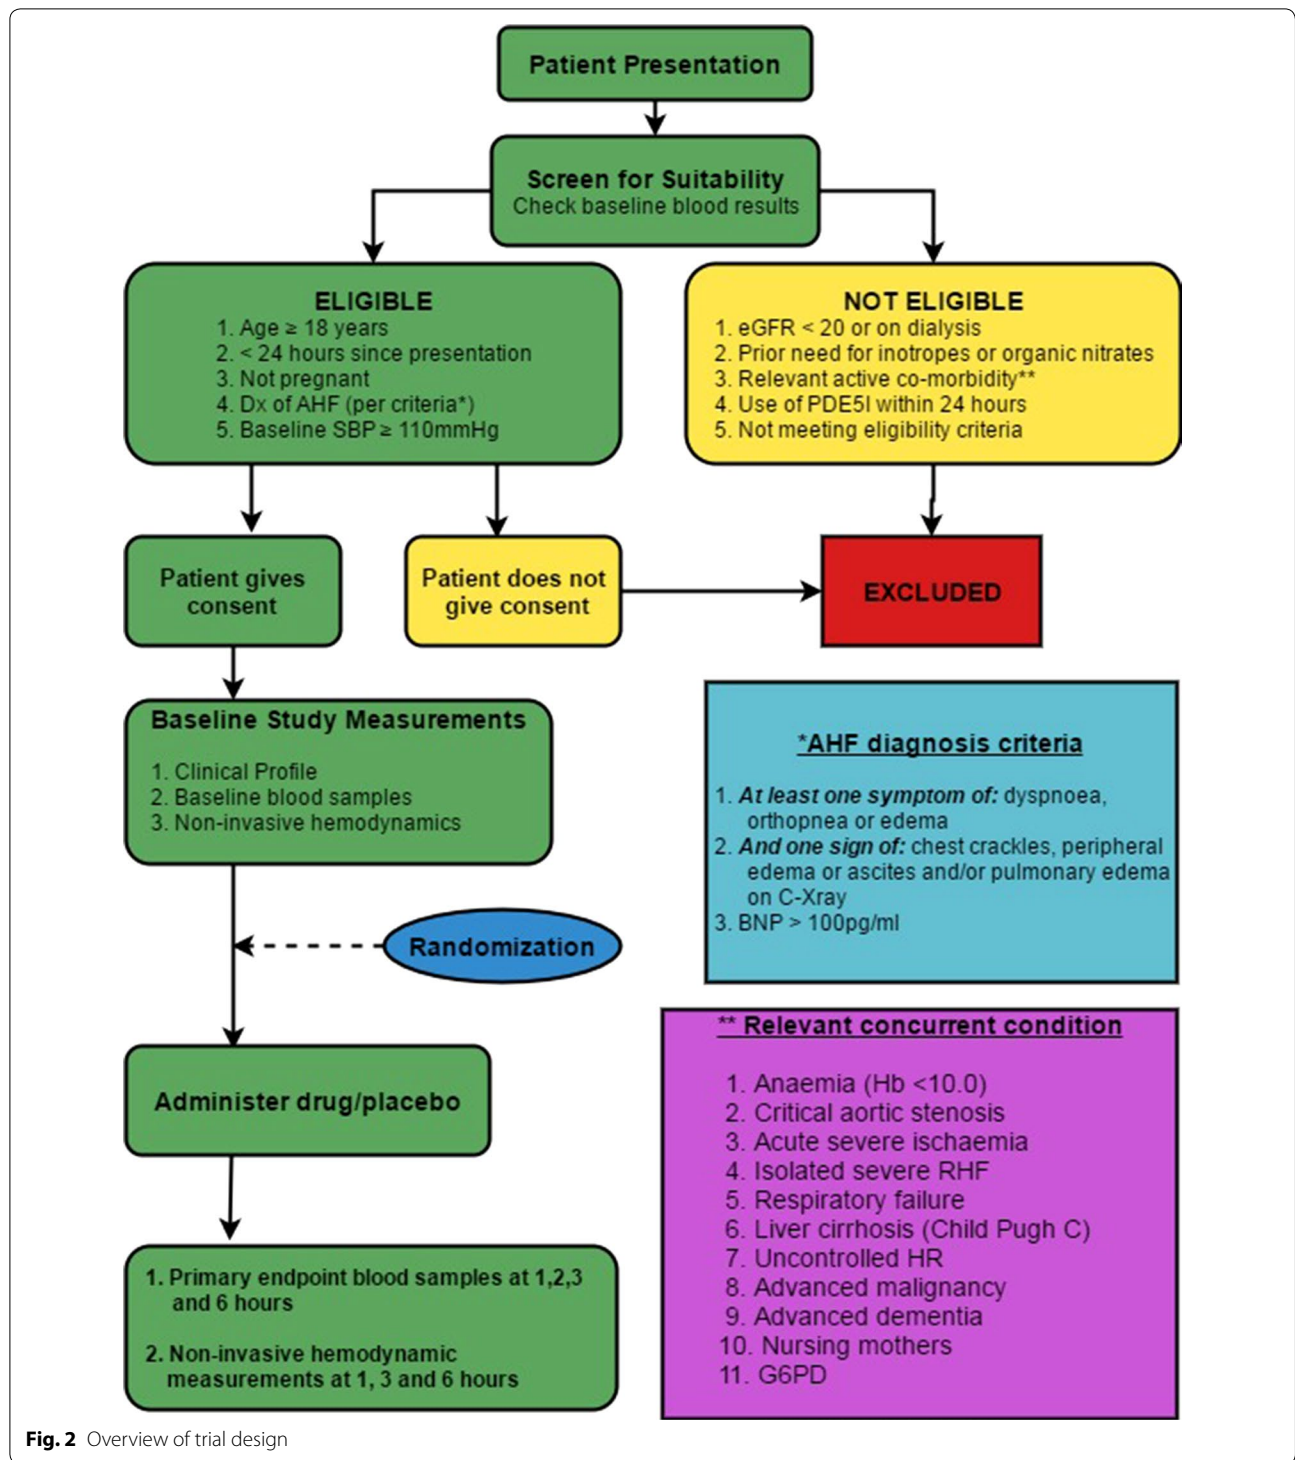 Patient Presentation
Screen for Suitability
Check baseline blood results
ELIGIBLE
1. Age ≥ 18 years
2. < 24 hours since presentation
3. Not pregnant
4. Dx of AHF (per criteria*)
5. Baseline SBP ≥ 110mmHg
NOT ELIGIBLE
1. eGFR < 20 or on dialysis
2. Prior need for inotropes or organic nitrates
3. Relevant active co-morbidity**
4. Use of PDE5I within 24 hours
5. Not meeting eligibility criteria
Patient gives
consent
Patient does not
give consent
EXCLUDED
Baseline Study Measurements
1. Clinical Profile
2. Baseline blood samples
3. Non-invasive hemodynamics
*AHF diagnosis criteria
1. At least one symptom of: dyspnoea,
orthopnea or edema
2. And one sign of: chest crackles, peripheral
edema or ascites and/or pulmonary edema
on C-Xray
3. BNP > 100pg/ml
Randomization
Administer drug/placebo
** Relevant concurrent condition
1. Anaemia (Hb <10.0)
2. Critical aortic stenosis
3. Acute severe ischaemia
4. Isolated severe RHF
5. Respiratory failure
6. Liver cirrhosis (Child Pugh C)
7. Uncontrolled HR
8. Advanced malignancy
9. Advanced dementia
10. Nursing mothers
11. G6PD
1. Primary endpoint blood samples at 1,2,3
and 6 hours
2. Non-invasive hemodynamic
measurements at 1, 3 and 6 hours
Fig. 2 Overview of trial design